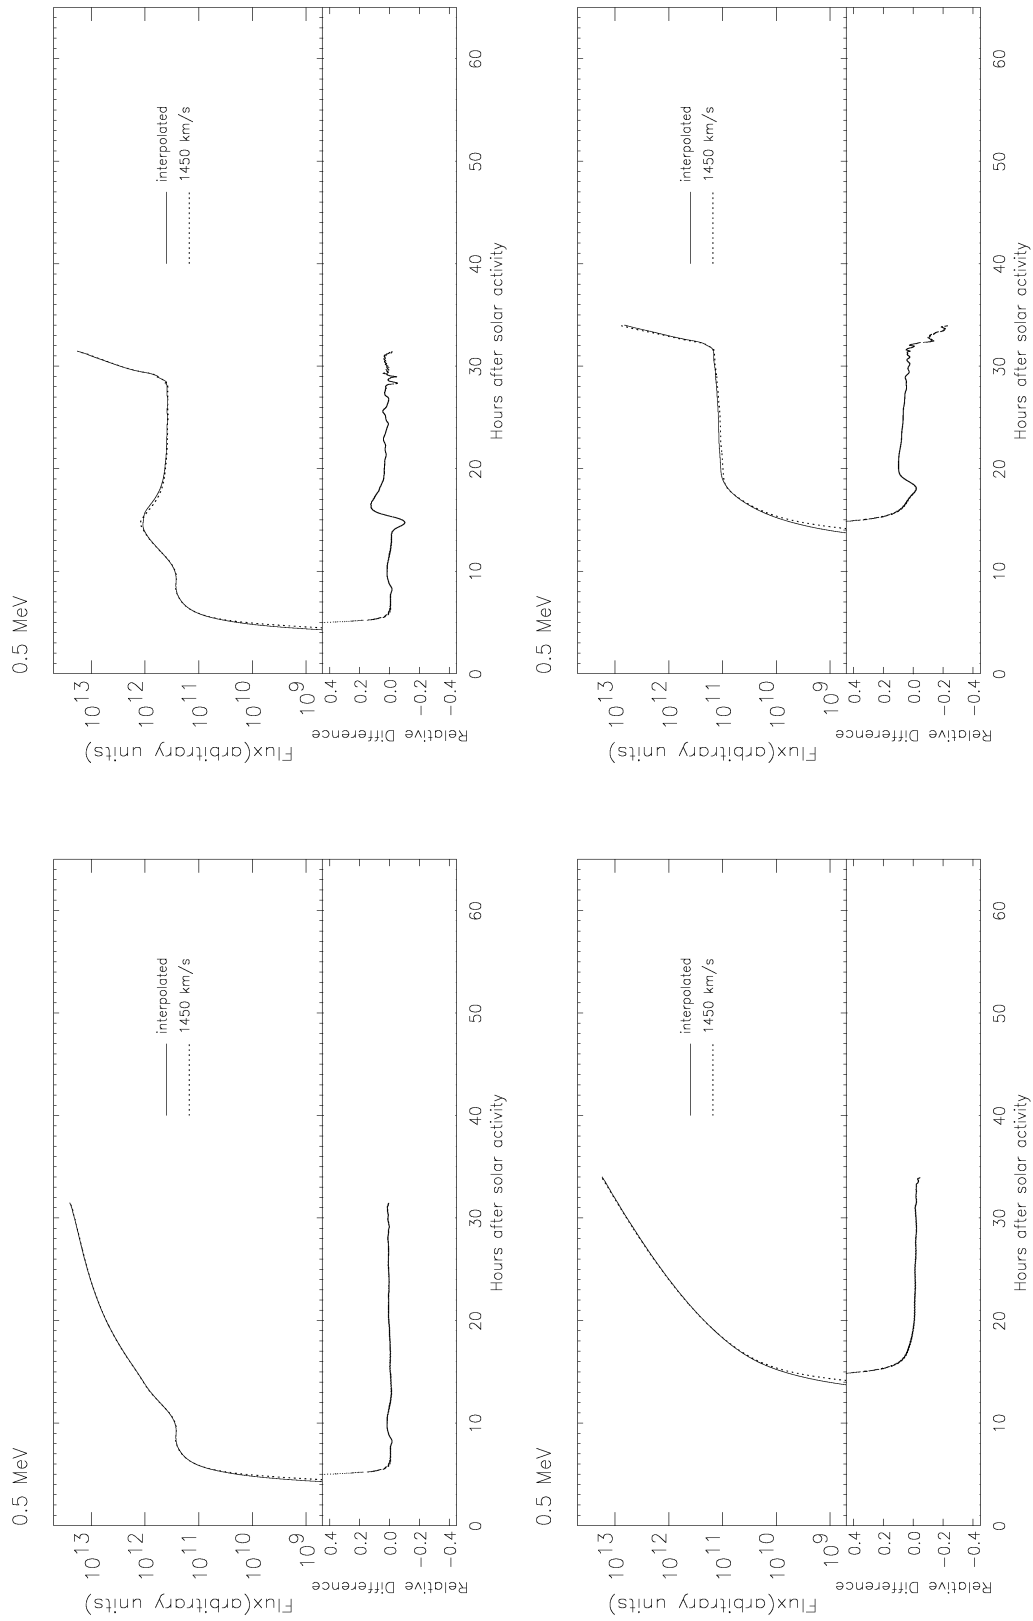 0.5 MeV
Flux(arbitrary units)
10^13
10^12
10^11
10^10
10^9
interpolated
1450 km/s
Relative Difference
0.4
0.2
0.0
−0.2
−0.4
0 10 20 30 40 50 60
Hours after solar activity
0.5 MeV
Flux(arbitrary units)
10^13
10^12
10^11
10^10
10^9
interpolated
1450 km/s
Relative Difference
0.4
0.2
0.0
−0.2
−0.4
0 10 20 30 40 50 60
Hours after solar activity
0.5 MeV
Flux(arbitrary units)
10^13
10^12
10^11
10^10
10^9
interpolated
1450 km/s
Relative Difference
0.4
0.2
0.0
−0.2
−0.4
0 10 20 30 40 50 60
Hours after solar activity
0.5 MeV
Flux(arbitrary units)
10^13
10^12
10^11
10^10
10^9
interpolated
1450 km/s
Relative Difference
0.4
0.2
0.0
−0.2
−0.4
0 10 20 30 40 50 60
Hours after solar activity